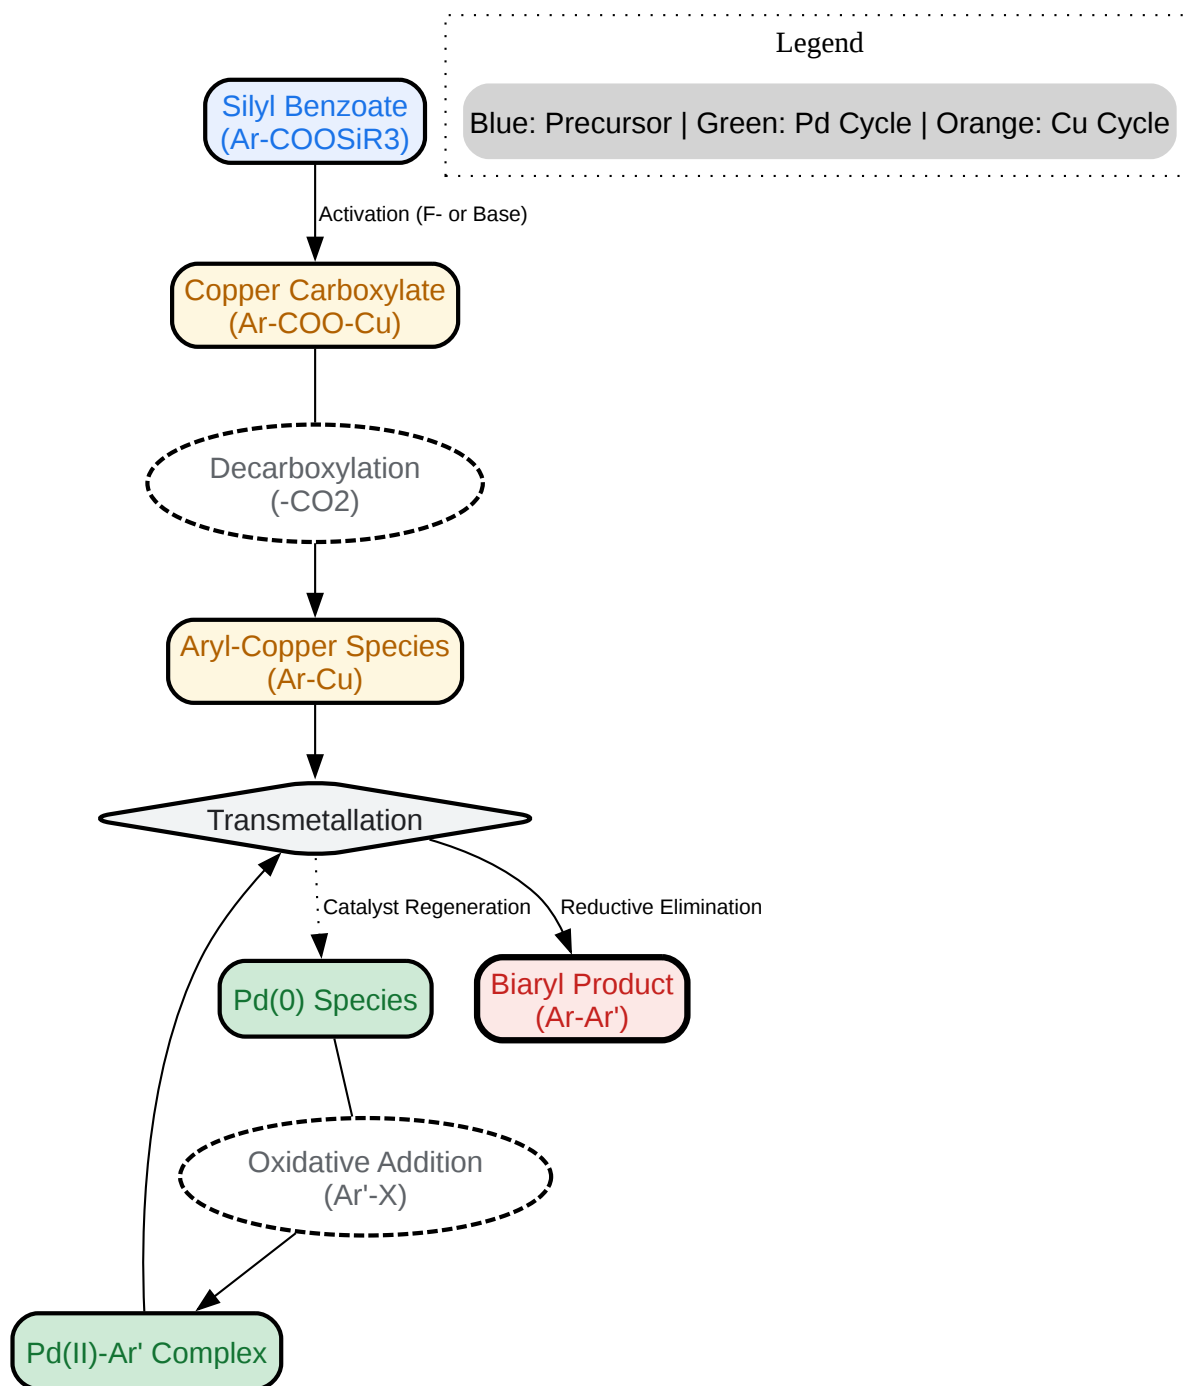 Legend
Blue: Precursor | Green: Pd Cycle | Orange: Cu Cycle
Silyl Benzoate
(Ar-COOSiR3)
Activation (F- or Base)
Copper Carboxylate
(Ar-COO-Cu)
Decarboxylation
(-CO2)
Aryl-Copper Species
(Ar-Cu)
Transmetallation
Catalyst Regeneration
Reductive Elimination
Pd(0) Species
Biaryl Product
(Ar-Ar')
Oxidative Addition
(Ar'-X)
Pd(II)-Ar' Complex